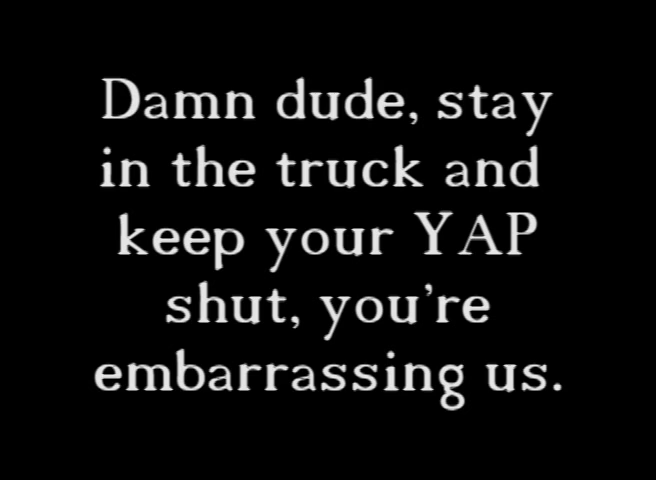 Damn dude, stay
in the truck and
keep your YAP
shut, you're
embarrassing us.